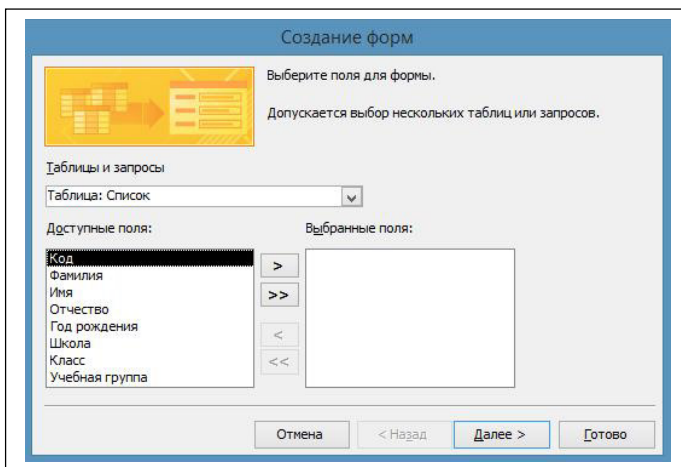 Создание форм
Выберите поля для формы.
Допускается выбор нескольких таблиц или запросов.
Таблицы и запросы
Таблица: Список
Доступные поля:
Выбранные поля:
Код
Фамилия
Имя
Отчество
Год рождения
Школа
Класс
Учебная группа
>
>>
<
<<
Отмена
< Назад
Далее >
Готово